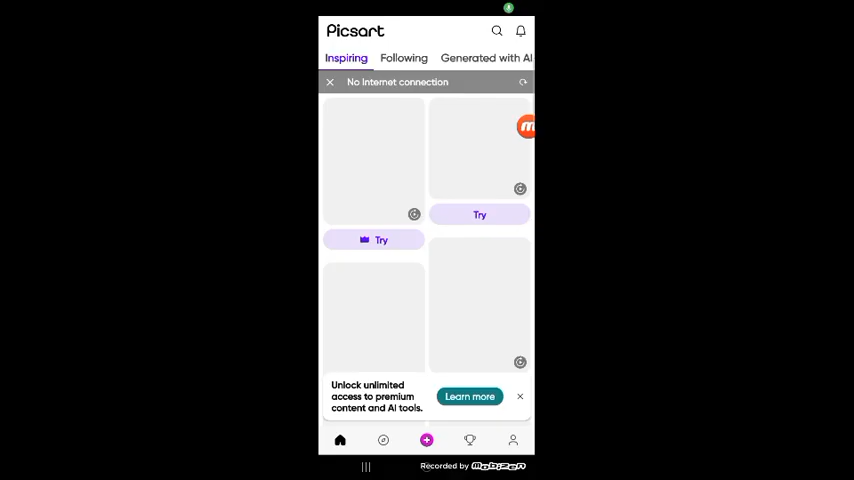 Picsart
Inspiring Following Generated with AI
No Internet connection
Try
Try
Unlock unlimited
access to premium
content and AI tools.
Learn more
Recorded by Mobizen